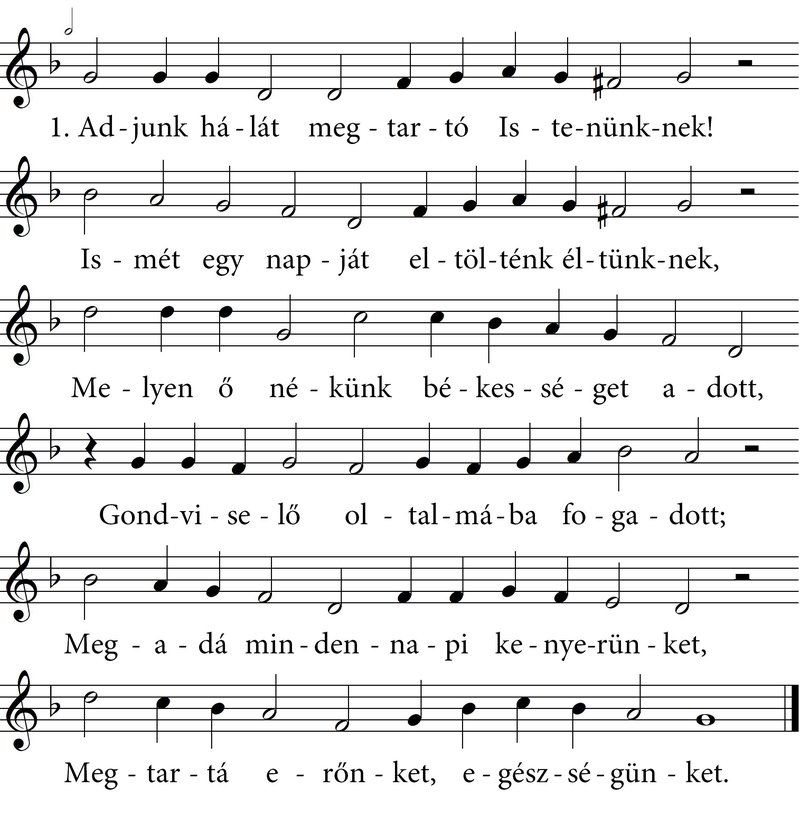 1. Ad - junk há - lát meg - tar - tó Is - te - nünk - nek!
Is - mét egy nap - ját el - töl - ténk él - tünk - nek,
Me - lyen ő né - künk bé - kes - sé - get a - dott,
Gond - vi - se - lő ol - tal - má - ba fo - ga - dott;
Meg - a - dá min - den - na - pi ke - nye - rün - ket,
Meg - tar - tá e - rőn - ket, e - gész - sé - gün - ket.